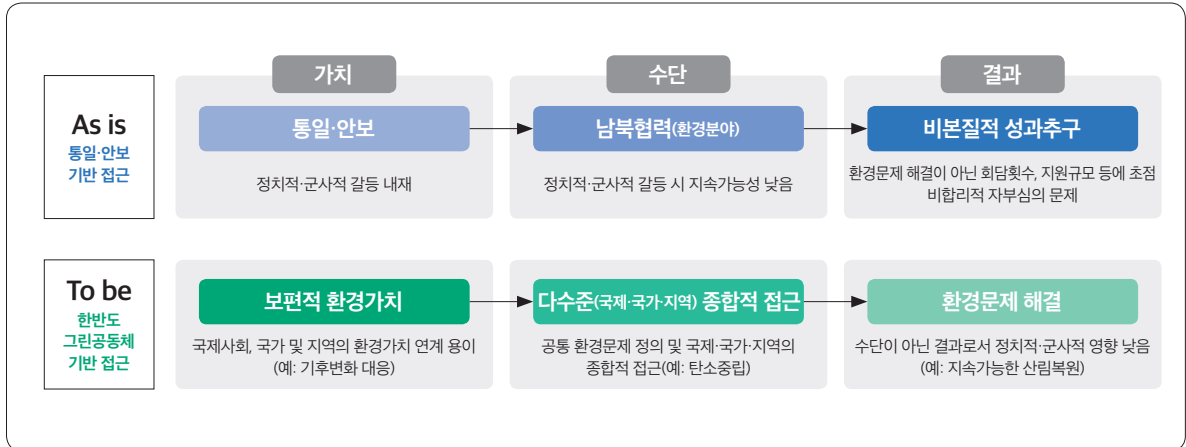 가치
수단
결과
As is
통일·안보
기반 접근
통일·안보
정치적·군사적 갈등 내재
남북협력(환경분야)
정치적·군사적 갈등 시 지속가능성 낮음
비본질적 성과추구
환경문제 해결이 아닌 회담횟수, 지원규모 등에 초점
비합리적 자부심의 문제
To be
한반도
그린공동체
기반 접근
보편적 환경가치
국제사회, 국가 및 지역의 환경가치 연계 용이
(예: 기후변화 대응)
다수준(국제·국가·지역) 종합적 접근
공통 환경문제 정의 및 국제·국가·지역의
종합적 접근(예: 탄소중립)
환경문제 해결
수단이 아닌 결과로서 정치적·군사적 영향 낮음
(예: 지속가능한 산림복원)